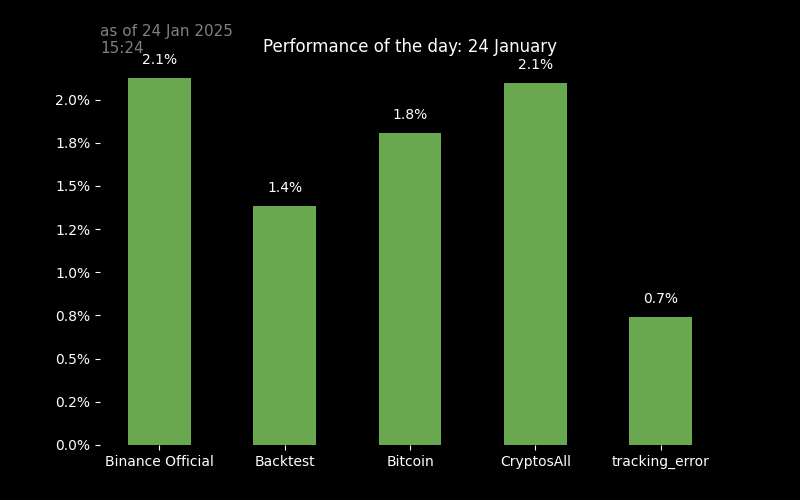 as of 24 Jan 2025
15:24
Performance of the day: 24 January
2.1%
2.1%
1.8%
1.4%
0.7%
2.0%
1.8%
1.5%
1.2%
1.0%
0.8%
0.5%
0.2%
0.0%
Binance Official
Backtest
Bitcoin
CryptosAll
tracking_error